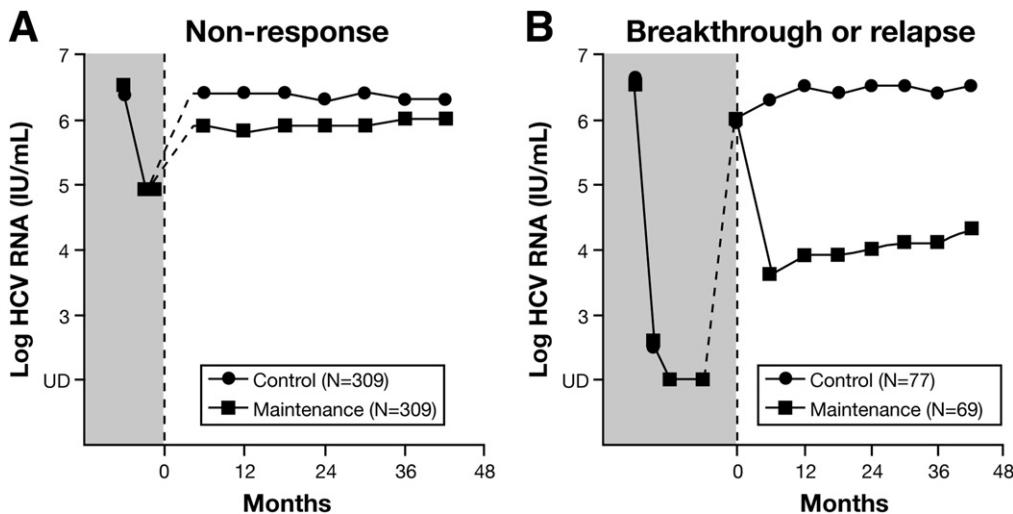 A
Non-response
Log HCV RNA (IU/mL)
7
6
5
4
3
UD
Control (N=309)
Maintenance (N=309)
0 12 24 36 48
Months
B
Breakthrough or relapse
Log HCV RNA (IU/mL)
7
6
5
4
3
UD
Control (N=77)
Maintenance (N=69)
0 12 24 36 48
Months